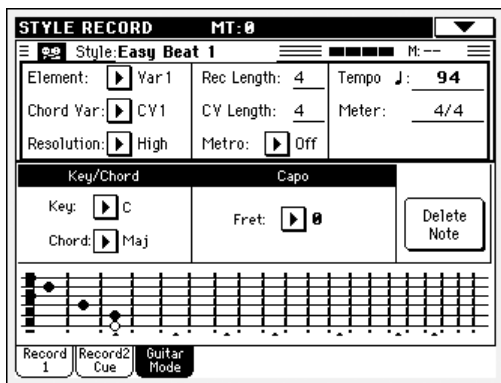 STYLE RECORD MT:0
Style:Easy Beat 1 M: --
Element: Var1 Rec Length: 4 Tempo ♩: 94
Chord Var: CV1 CV Length: 4 Meter: 4/4
Resolution: High Metro: Off
Key/Chord Capo
Key: C
Fret: 0
Chord: Maj
Delete
Note
Record
1
Record2
Cue
Guitar
Mode